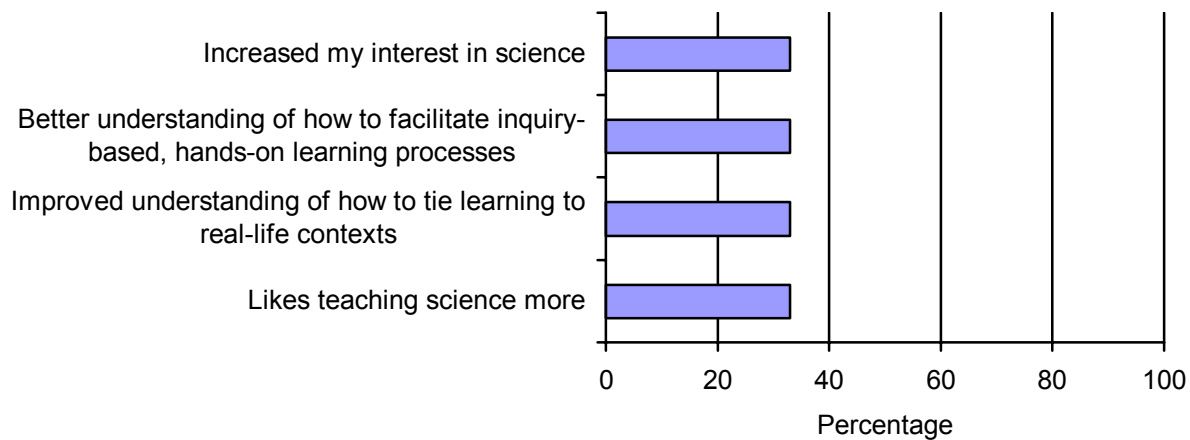 Increased my interest in science
Better understanding of how to facilitate inquiry-
based, hands-on learning processes
Improved understanding of how to tie learning to
real-life contexts
Likes teaching science more
0 20 40 60 80 100
Percentage